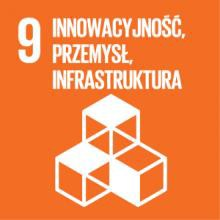 9 INNOWACYJNOŚĆ,
PRZEMYSŁ,
INFRASTRUKTURA